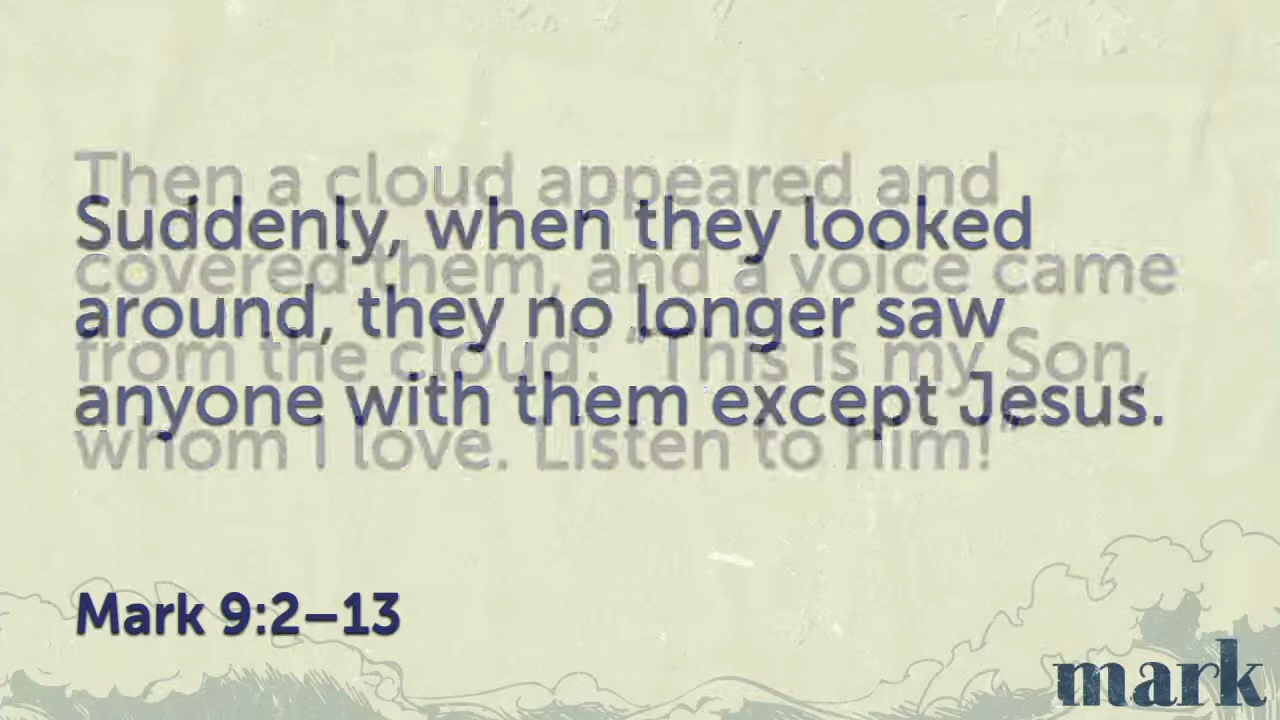 Then a cloud appeared and
covered them, and a voice came
from the cloud: “This is my Son,
whom I love. Listen to him!”
Suddenly, when they looked
around, they no longer saw
anyone with them except Jesus.
Mark 9:2–13
mark